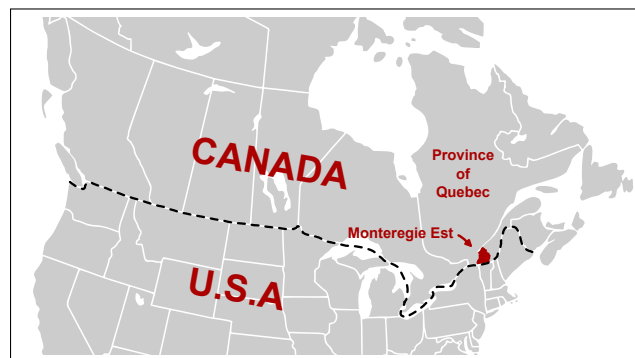 CANADA
Province
of
Quebec
Monteregie Est
U.S.A